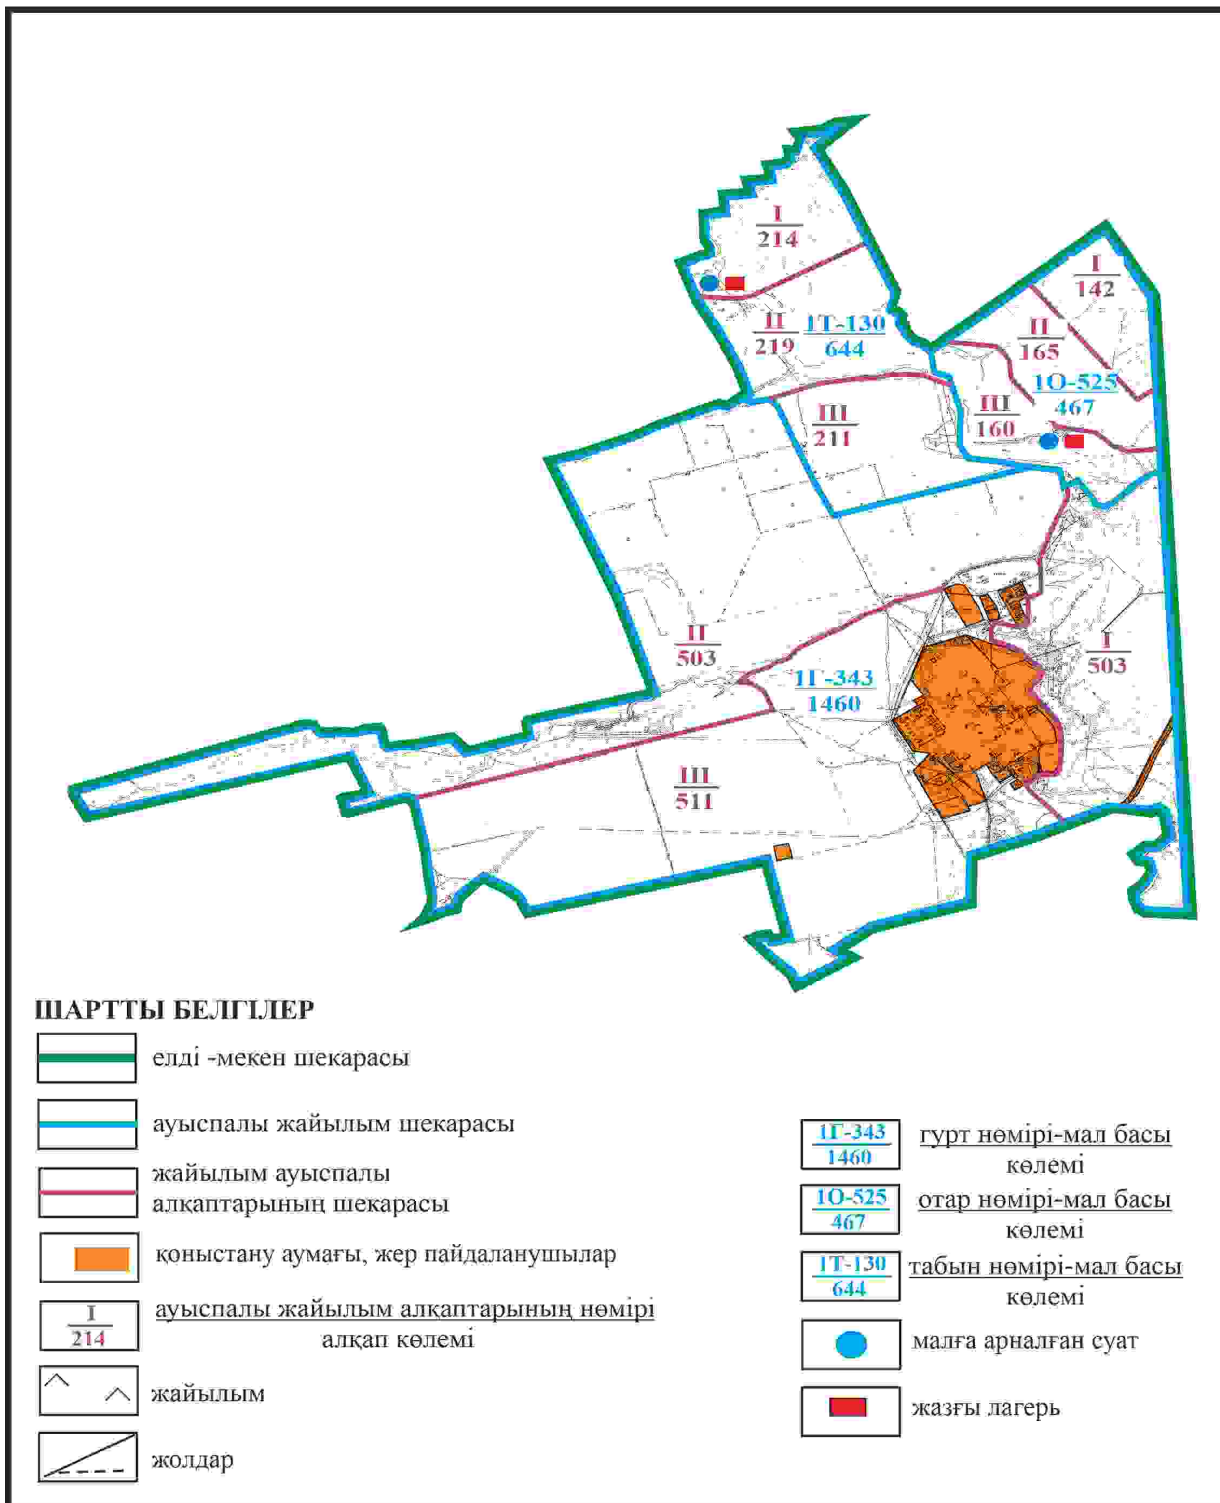 I
214
I
142
II
219
1Т-130
644
II
165
1О-525
467
III
160
III
211
II
503
1Г-343
1460
I
503
III
511
ШАРТТЫ БЕЛГІЛЕР
елді -мекен шекарасы
ауыспалы жайылым шекарасы
жайылым ауыспалы
алқаптарының шекарасы
қоныстану аумағы, жер пайдаланушылар
I
214
ауыспалы жайылым алқаптарының нөмірі
алқап көлемі
жайылым
жолдар
1Г-343
1460
гурт нөмірі-мал басы
көлемі
1О-525
467
отар нөмірі-мал басы
көлемі
1Т-130
644
табын нөмірі-мал басы
көлемі
малға арналған суат
жазғы лагерь